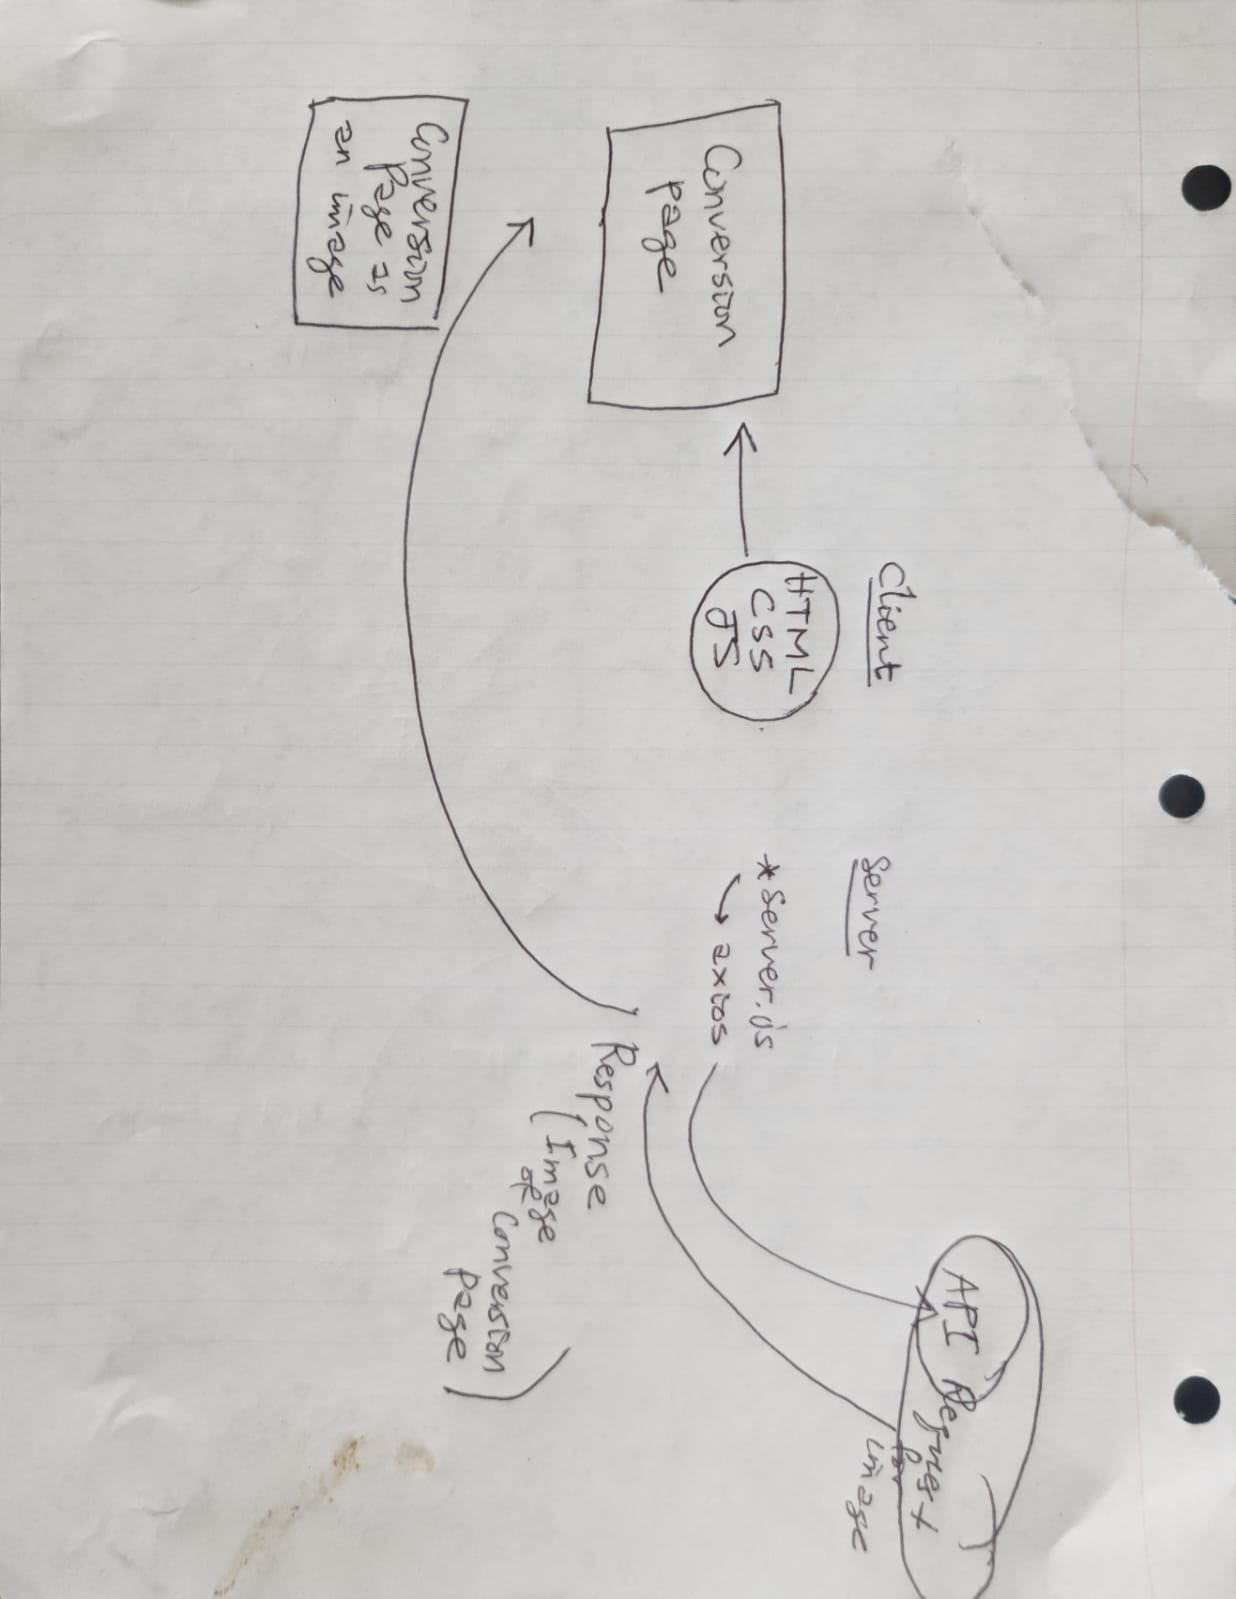 Client
Server
HTML
CSS
JS
*Server.js
axios
API Request
for
image
Conversion
page
Response
(Image
of
Conversion
page)
Conversion
page as
an image